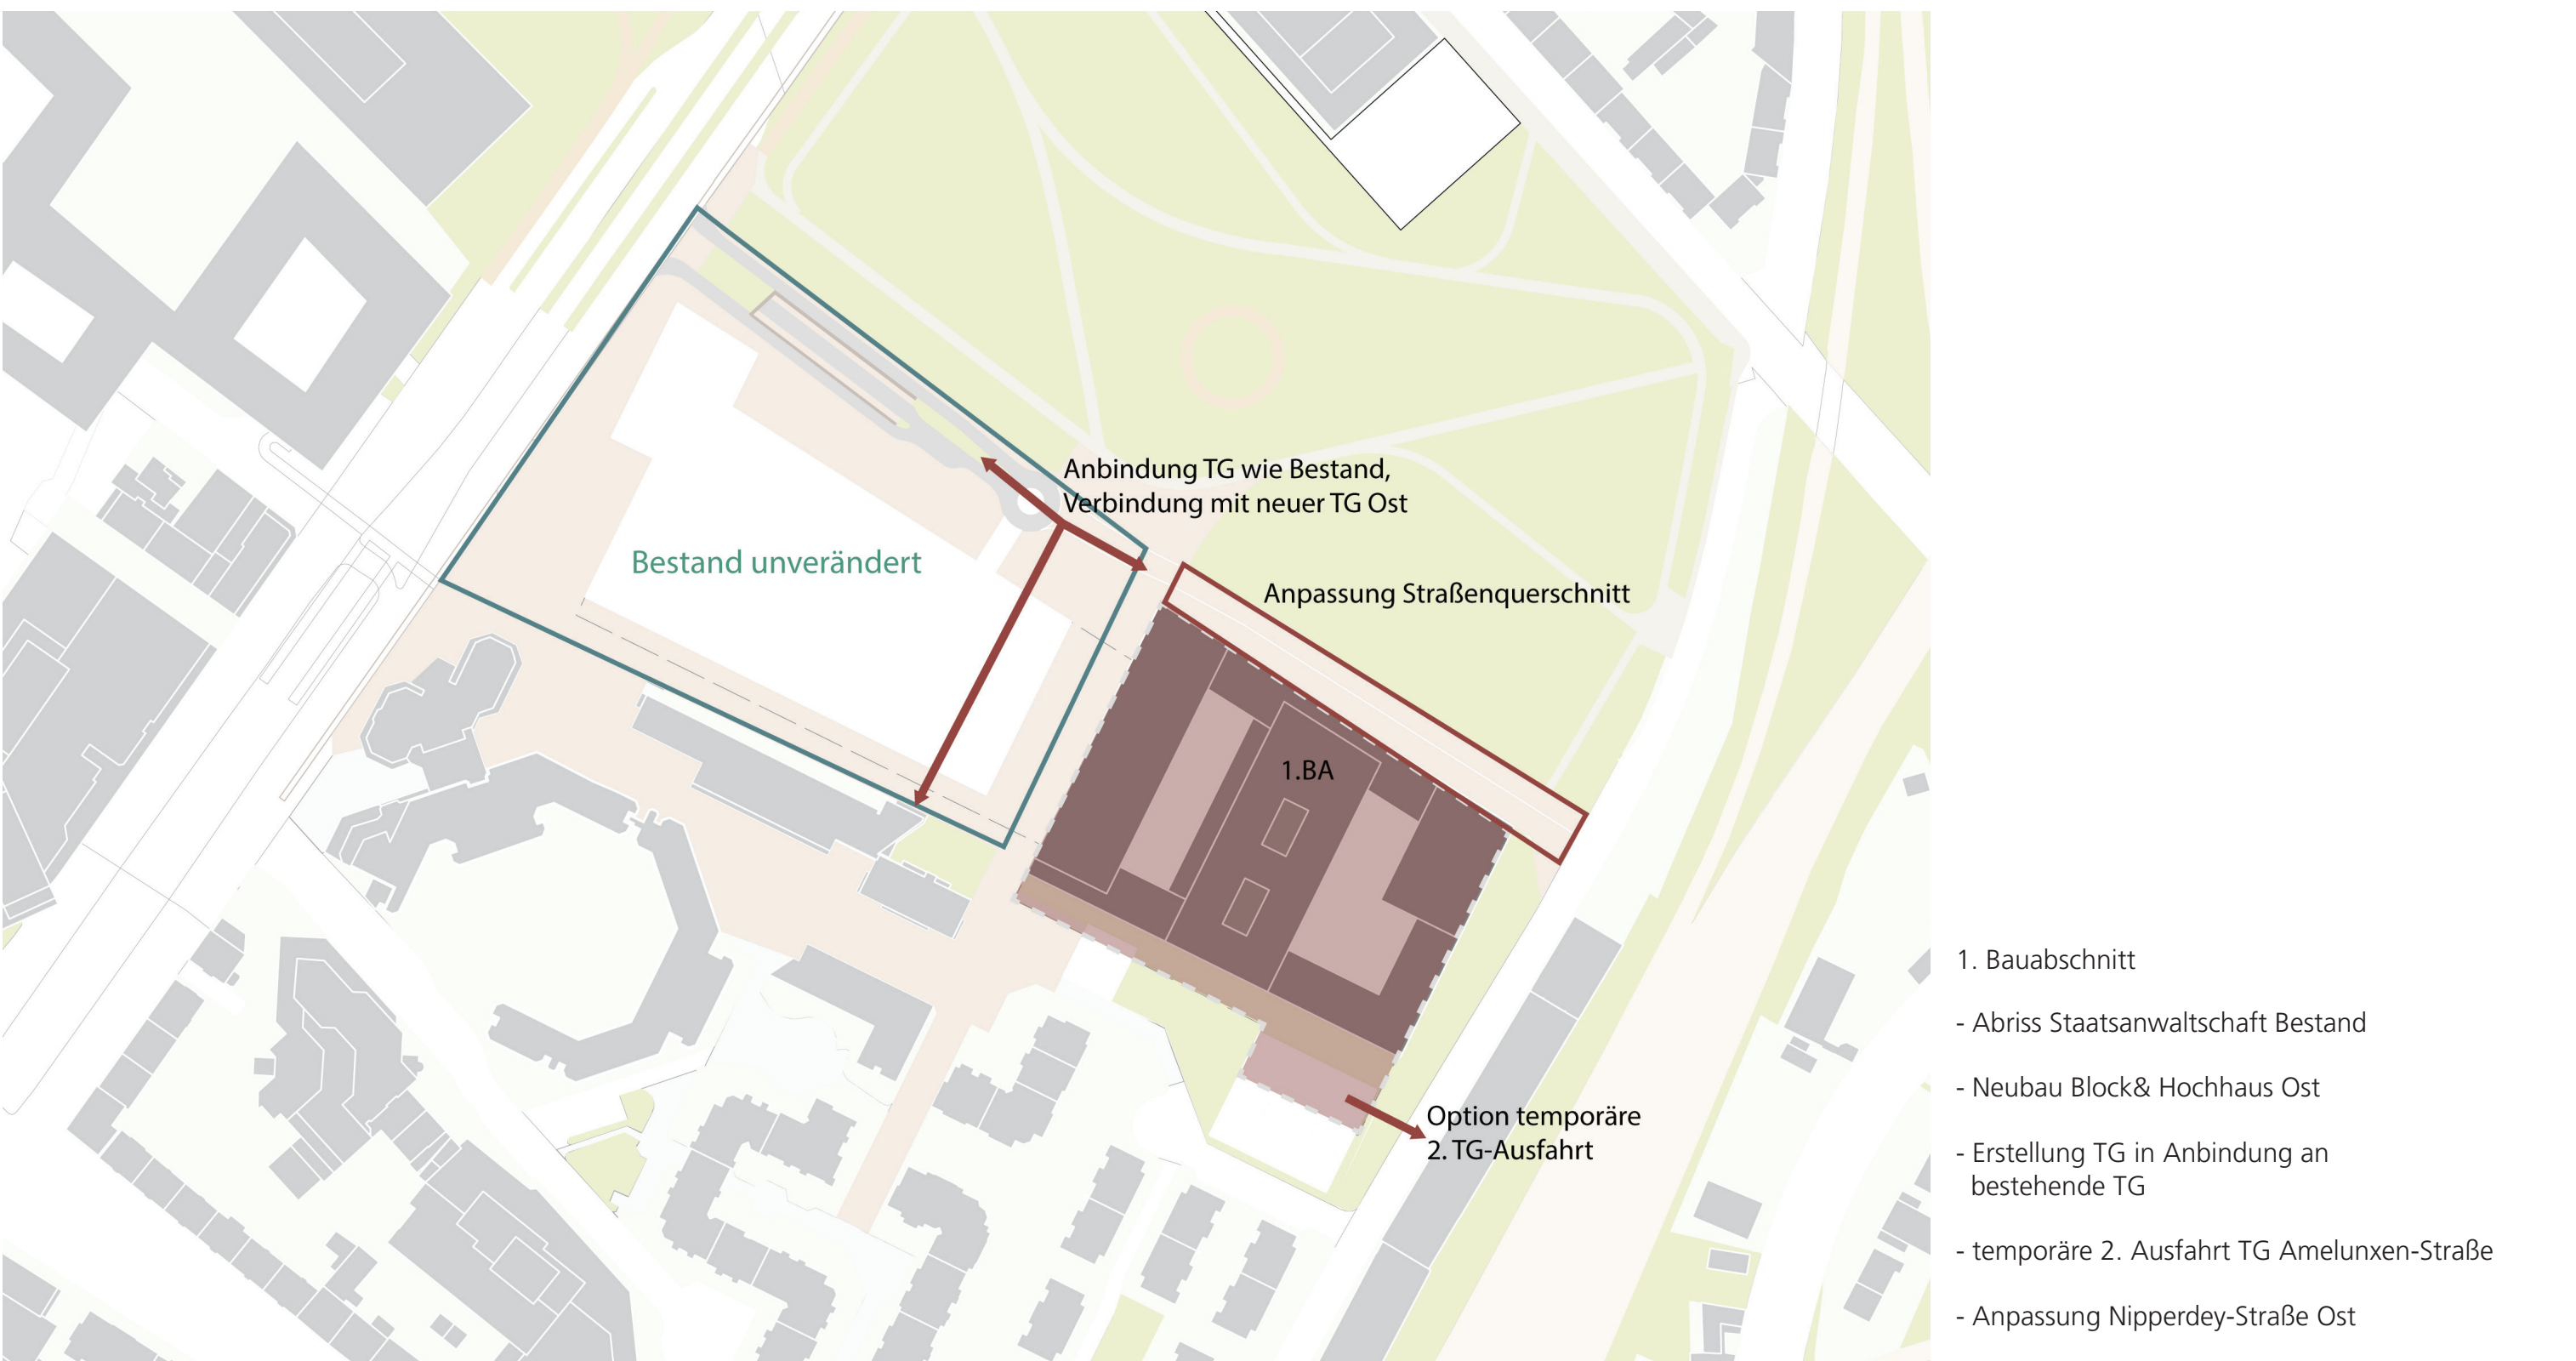 Anbindung TG wie Bestand,
Verbindung mit neuer TG Ost
Bestand unverändert
Anpassung Straßenquerschnitt
1.BA
Option temporäre
2. TG-Ausfahrt
1. Bauabschnitt
- Abriss Staatsanwaltschaft Bestand
- Neubau Block& Hochhaus Ost
- Erstellung TG in Anbindung an
bestehende TG
- temporäre 2. Ausfahrt TG Amelunxen-Straße
- Anpassung Nipperdey-Straße Ost